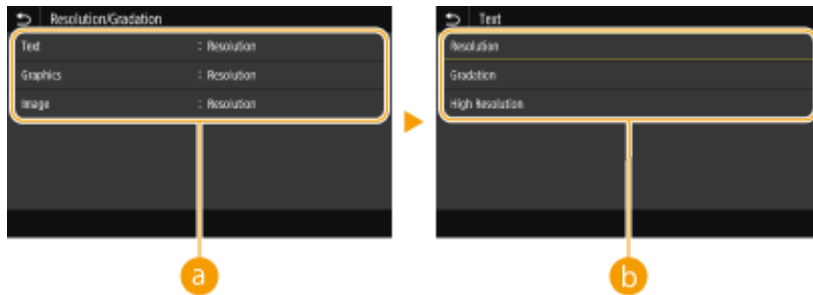 Resolution/Gradation
Text : Resolution
Graphics : Resolution
Image : Resolution
a
Text
Resolution
Gradation
High Resolution
b